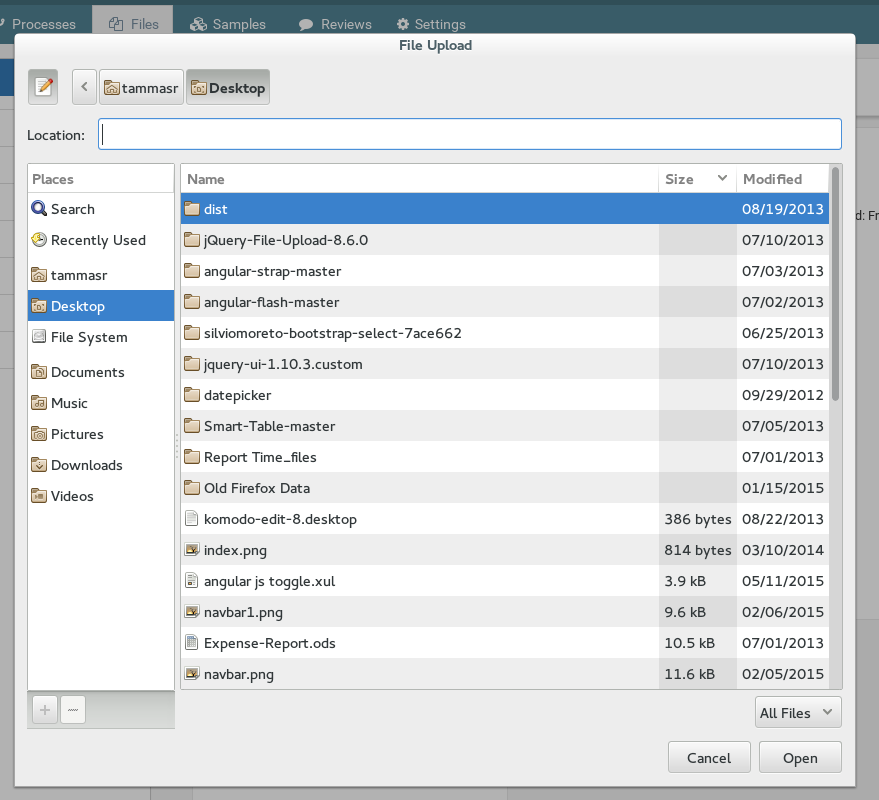 Processes Files Samples Reviews Settings
File Upload
tammasr Desktop
Location:
Places
Search
Recently Used
tammasr
Desktop
File System
Documents
Music
Pictures
Downloads
Videos
Name Size Modified
dist 08/19/2013
jQuery-File-Upload-8.6.0 07/10/2013
angular-strap-master 07/03/2013
angular-flash-master 07/02/2013
silviomoreto-bootstrap-select-7ace662 06/25/2013
jquery-ui-1.10.3.custom 07/10/2013
datepicker 09/29/2012
Smart-Table-master 07/05/2013
Report Time_files 07/01/2013
Old Firefox Data 01/15/2015
komodo-edit-8.desktop 386 bytes 08/22/2013
index.png 814 bytes 03/10/2014
angular js toggle.xul 3.9 kB 05/11/2015
navbar1.png 9.6 kB 02/06/2015
Expense-Report.ods 10.5 kB 07/01/2013
navbar.png 11.6 kB 02/05/2015
d: Fr
All Files
Cancel Open